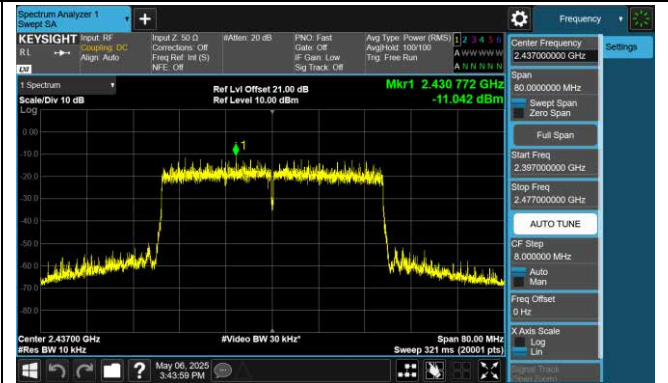 Spectrum Analyzer 1
Swept SA
+
Frequency
KEYSIGHT
Input: RF
Coupling: DC
Align: Auto
RL
LXI
Input Z: 50 Ω
Corrections: Off
Freq Ref: Int (S)
NFE: Off
#Atten: 20 dB
PNO: Fast
Gate: Off
IF Gain: Low
Sig Track: Off
Avg Type: Power (RMS)
Avg|Hold: 100/100
Trig: Free Run
1 2 3 4 5 6
A W W W W W
A N N N N N
1 Spectrum
Scale/Div 10 dB
Log
Ref Lvl Offset 21.00 dB
Ref Level 10.00 dBm
Mkr1 2.430 772 GHz
-11.042 dBm
1
0.00
-10.0
-20.0
-30.0
-40.0
-50.0
-60.0
-70.0
-80.0
Center 2.43700 GHz
#Res BW 10 kHz
#Video BW 30 kHz*
Span 80.00 MHz
Sweep 321 ms (20001 pts)
Center Frequency
2.437000000 GHz
Settings
Span
80.0000000 MHz
Swept Span
Zero Span
Full Span
Start Freq
2.397000000 GHz
Stop Freq
2.477000000 GHz
AUTO TUNE
CF Step
8.000000 MHz
Auto
Man
Freq Offset
0 Hz
X Axis Scale
Log
Lin
Signal Track
(Span Zoom)
?
May 06, 2025
3:43:59 PM